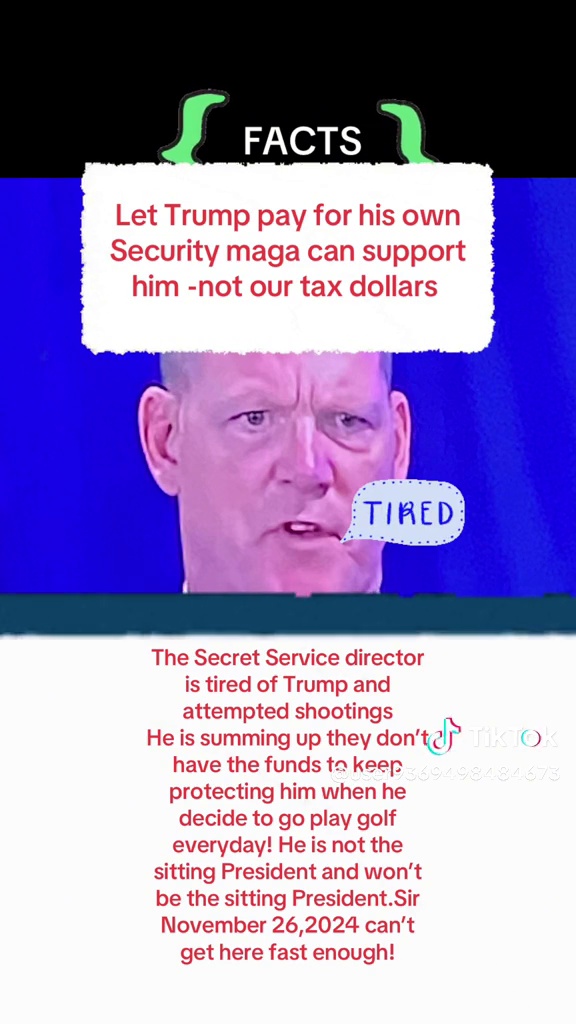 FACTS
Let Trump pay for his own
Security maga can support
him -not our tax dollars
TIRED
The Secret Service director
is tired of Trump and
attempted shootings
He is summing up they don't
have the funds to keep
protecting him when he
decide to go play golf
everyday! He is not the
sitting President and won't
be the sitting President.Sir
November 26,2024 can't
get here fast enough!
TikTok